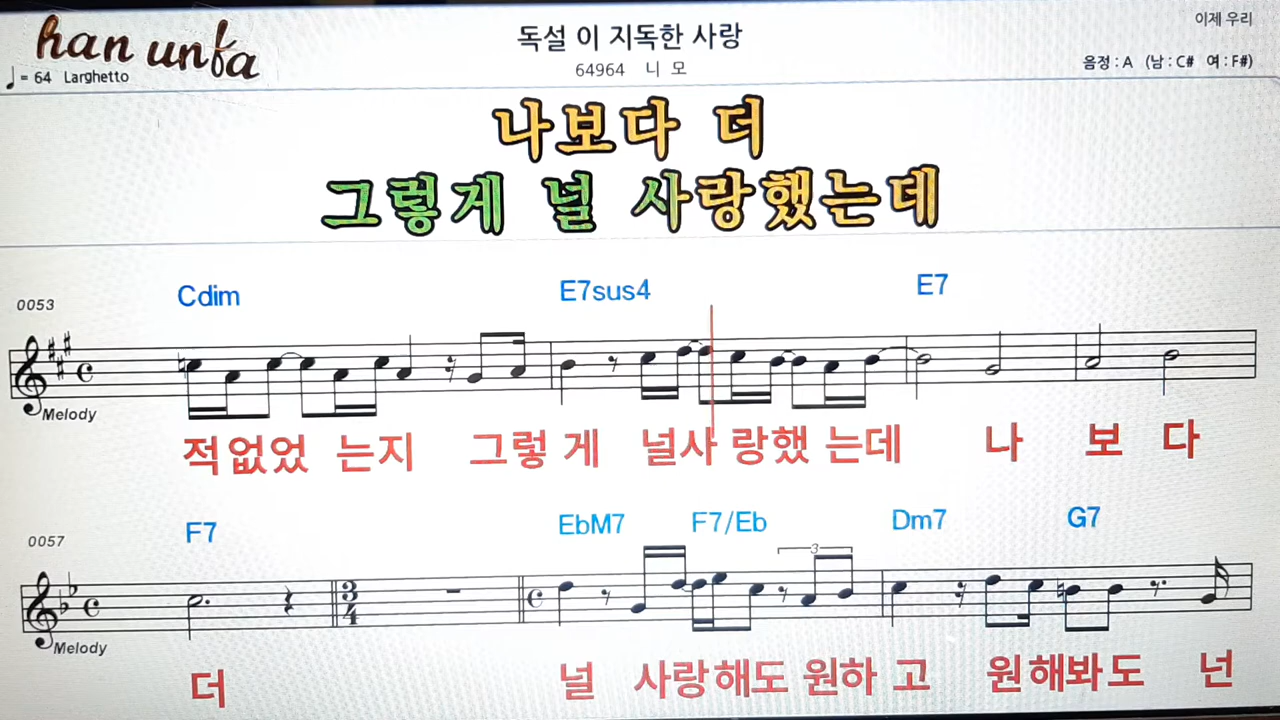 han unfa
이제 우리
독설 이 지독한 사랑
♩= 64 Larghetto
64964 니 모
음정 : A (남 : C# 여 : F#)
나보다 더
그렇게 널 사랑했는데
0053
Cdim E7sus4 E7
Melody
적없었 는지 그렇 게 널사 랑했 는데 나 보 다
0057
F7 EbM7 F7/Eb Dm7 G7
3
3
4
Melody
더 널 사랑해도 원하 고 원해봐도 넌